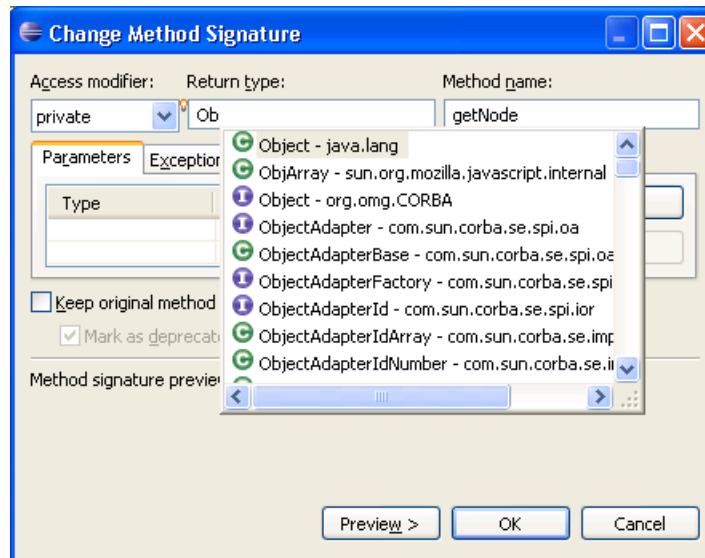 Change Method Signature
Access modifier: Return type: Method name:
private Ob getNode
Parameters Exception
Type
Object - java.lang
ObjArray - sun.org.mozilla.javascript.internal
Object - org.omg.CORBA
ObjectAdapter - com.sun.corba.se.spi.oa
ObjectAdapterBase - com.sun.corba.se.spi.oa
ObjectAdapterFactory - com.sun.corba.se.spi
ObjectAdapterId - com.sun.corba.se.spi.ior
ObjectAdapterIdArray - com.sun.corba.se.imp
ObjectAdapterIdNumber - com.sun.corba.se.i
Keep original method
Mark as deprecat
Method signature previe
Preview > OK Cancel